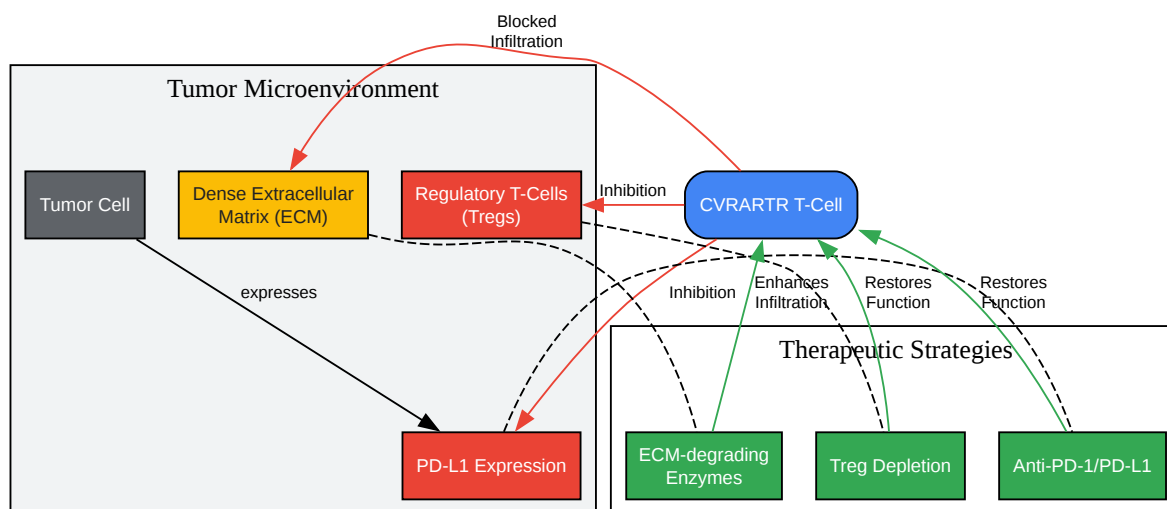 Blocked
Infiltration
Tumor Microenvironment
Tumor Cell
Dense Extracellular
Matrix (ECM)
Regulatory T-Cells
(Tregs)
Inhibition
CVRARTR T-Cell
expresses
Inhibition
Enhances
Infiltration
Restores
Function
Restores
Function
Therapeutic Strategies
PD-L1 Expression
ECM-degrading
Enzymes
Treg Depletion
Anti-PD-1/PD-L1